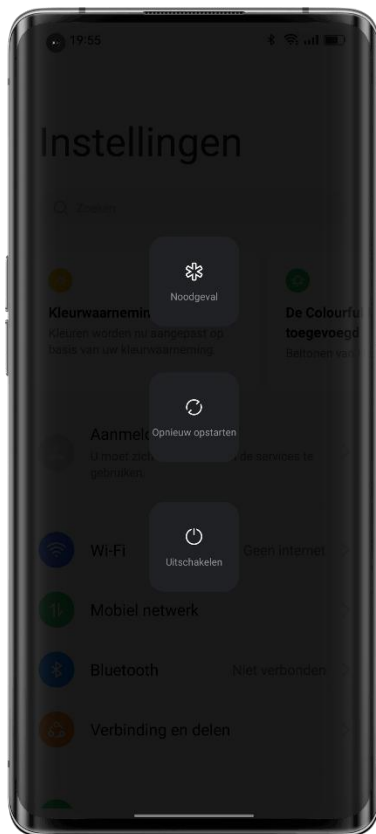 19:55
Instellingen
Zoeken
Noodgeval
Kleurwaarnemin
Kleuren worden nu aangepast op
basis van uw kleurwaarneming.
De Colourfu
toegevoegd
Opnieuw opstarten
Aanmel
U moet zic
de services te
gebruiken.
Uitschakelen
Wi-Fi
Geen internet
Mobiel netwerk
Bluetooth
Niet verbonden
Verbinding en delen